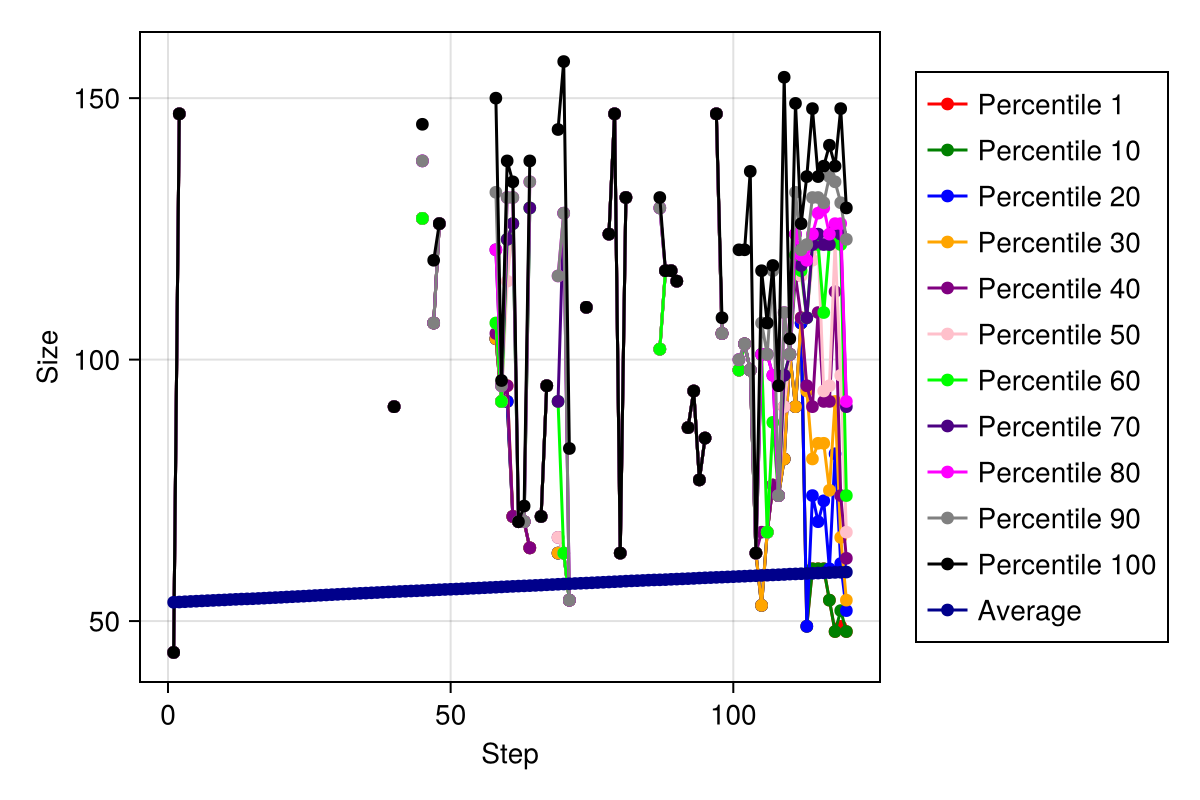 150
100
50
0
50
100
Size
Step
Percentile 1
Percentile 10
Percentile 20
Percentile 30
Percentile 40
Percentile 50
Percentile 60
Percentile 70
Percentile 80
Percentile 90
Percentile 100
Average